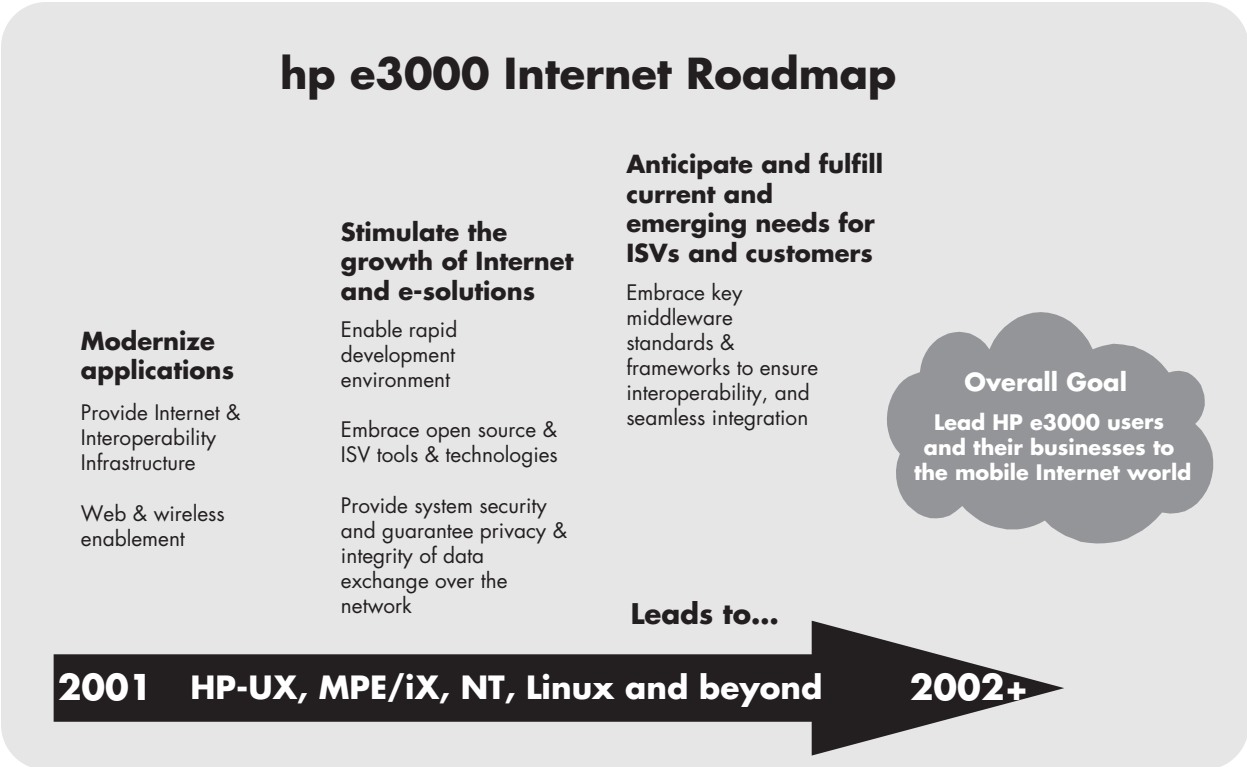 hp e3000 Internet Roadmap
Modernize
applications
Provide Internet &
Interoperability
Infrastructure
Web & wireless
enablement
Stimulate the
growth of Internet
and e-solutions
Enable rapid
development
environment
Embrace open source &
ISV tools & technologies
Provide system security
and guarantee privacy &
integrity of data
exchange over the
network
Anticipate and fulfill
current and
emerging needs for
ISVs and customers
Embrace key
middleware
standards &
frameworks to ensure
interoperability, and
seamless integration
Overall Goal
Lead HP e3000 users
and their businesses to
the mobile Internet world
Leads to...
2001 HP-UX, MPE/iX, NT, Linux and beyond 2002+